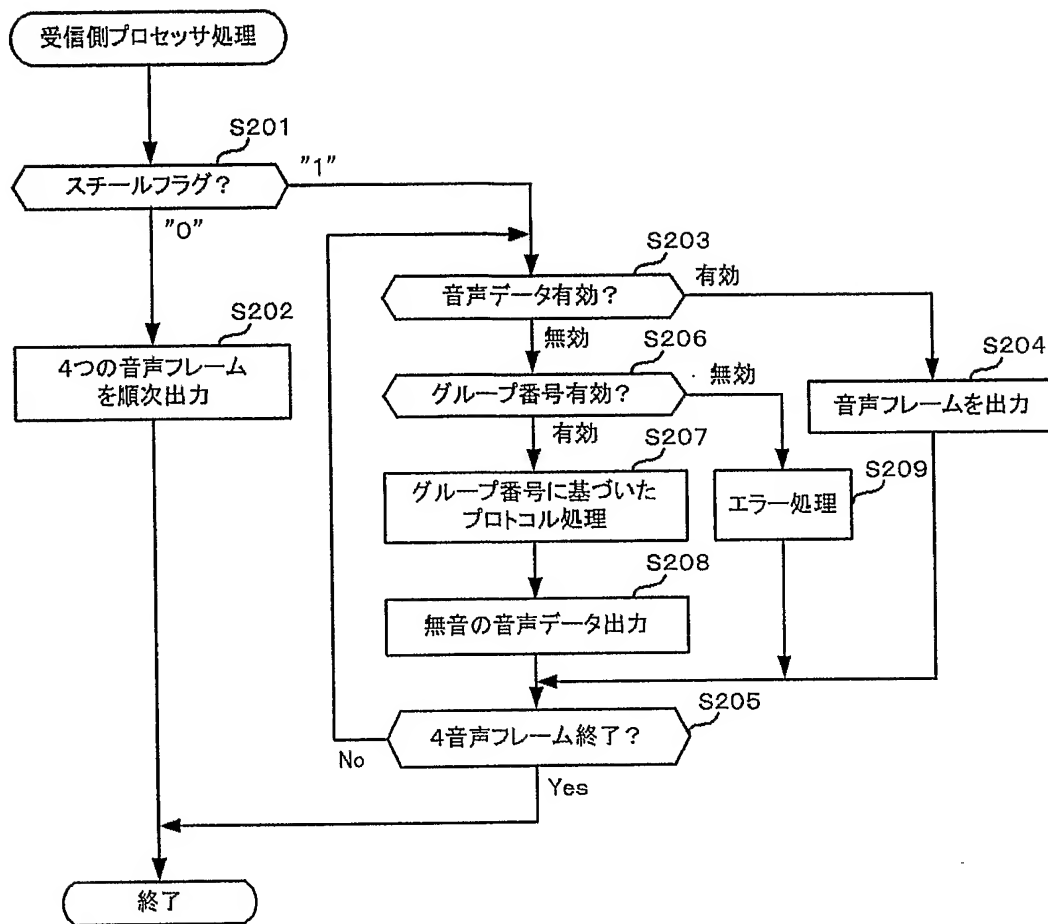 受信側プロセッサ処理
S201
スチールフラグ？
"1"
"0"
S203
音声データ有効？
有効
無効
S202
4つの音声フレーム
を順次出力
S206
グループ番号有効？
無効
有効
S204
音声フレームを出力
S207
グループ番号に基づいた
プロトコル処理
S209
エラー処理
S208
無音の音声データ出力
S205
4音声フレーム終了？
No
Yes
終了